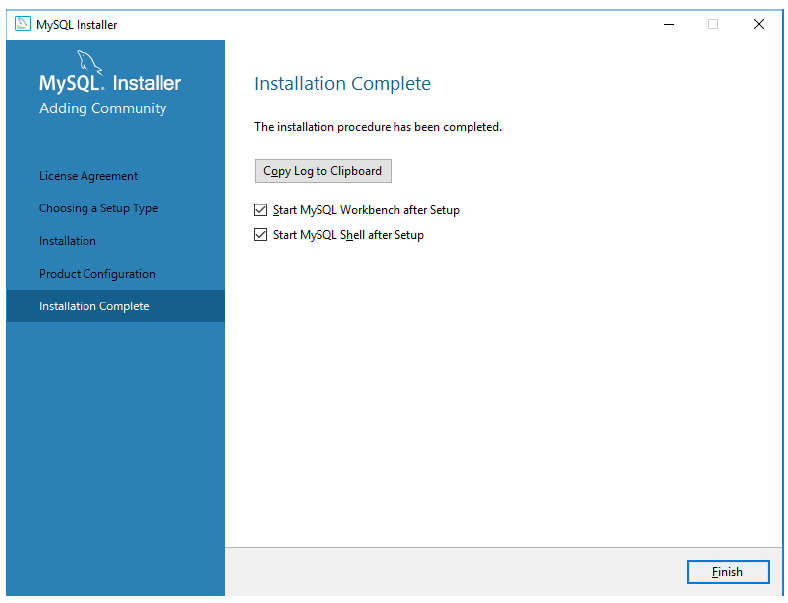 MySQL Installer
MySQL. Installer
Adding Community
License Agreement
Choosing a Setup Type
Installation
Product Configuration
Installation Complete
Installation Complete
The installation procedure has been completed.
Copy Log to Clipboard
Start MySQL Workbench after Setup
Start MySQL Shell after Setup
Finish